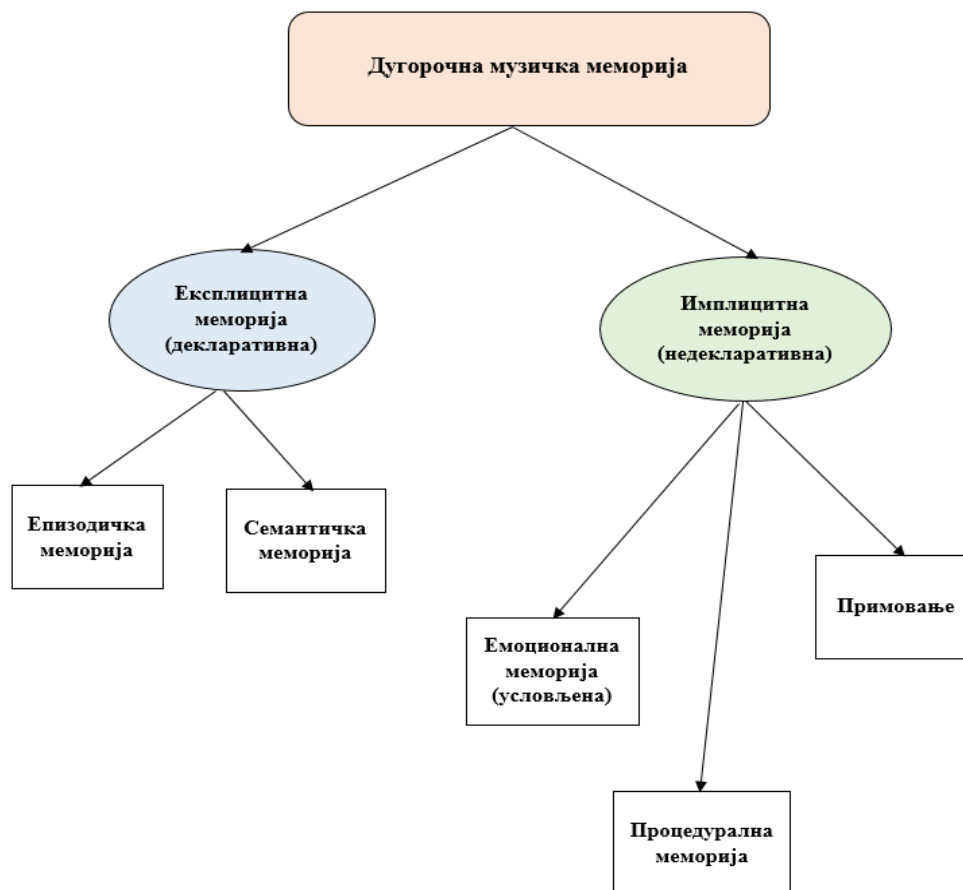 Дугорочна музичка меморија
Експлицитна
меморија
(декларативна)
Имплицитна
меморија
(недекларативна)
Епизодичка
меморија
Семантичка
меморија
Емоционална
меморија
(условљена)
Примовање
Процедурална
меморија